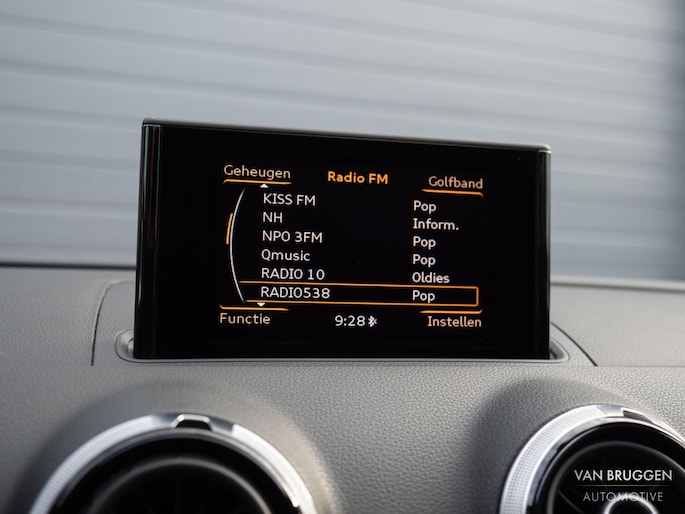 Geheugen Radio FM Golfband
KISS FM Pop
NH Inform.
NPO 3FM Pop
Qmusic Pop
RADIO 10 Oldies
RADIO538 Pop
Functie 9:28 Instellen
VAN BRUGGEN
AUTOMOTIVE